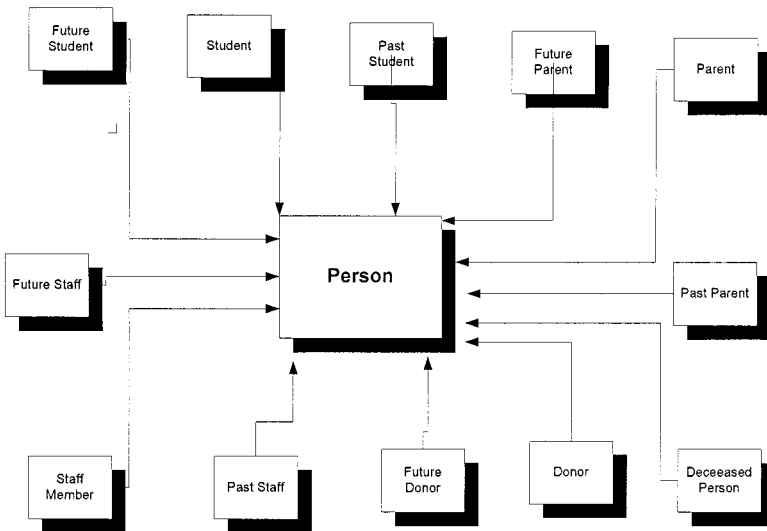 Future
Student
Student
Past
Student
Future
Parent
Parent
Future Staff
Person
Past Parent
Staff
Member
Past Staff
Future
Donor
Donor
Deceeased
Person